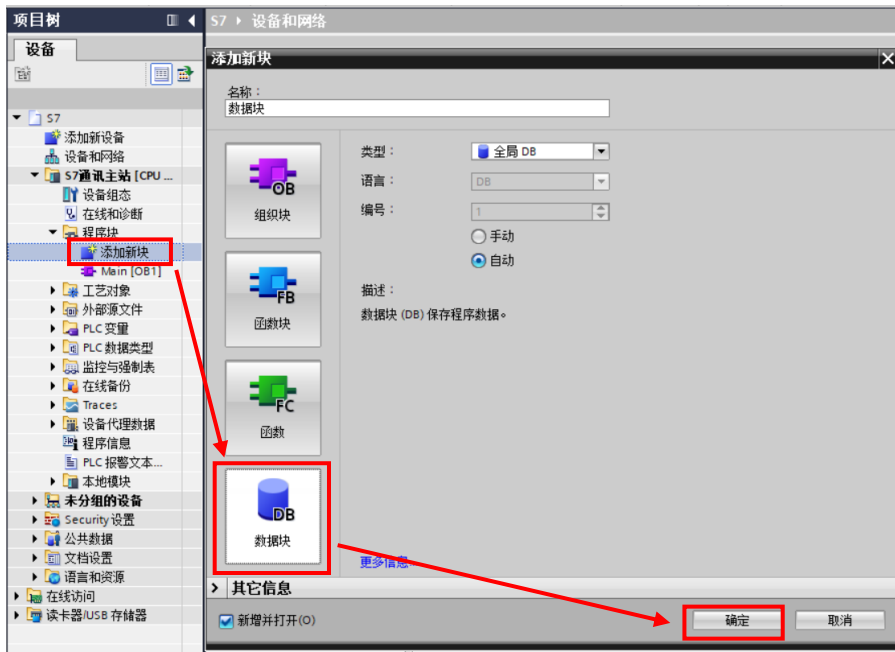 项目树
设备
S7
添加新设备
设备和网络
S7通讯主站 [CPU ...
设备组态
在线和诊断
程序块
添加新块
Main [OB1]
工艺对象
外部源文件
PLC 变量
PLC 数据类型
监控与强制表
在线备份
Traces
设备代理数据
程序信息
PLC 报警文本...
本地模块
未分组的设备
Security 设置
公共数据
文档设置
语言和资源
在线访问
读卡器/USB 存储器
S7 › 设备和网络
添加新块
名称：
数据块
OB
组织块
FB
函数块
FC
函数
DB
数据块
类型：
全局 DB
语言：
DB
编号：
1
手动
自动
描述：
数据块 (DB) 保存程序数据。
更多信息...
其它信息
新增并打开(O)
确定
取消